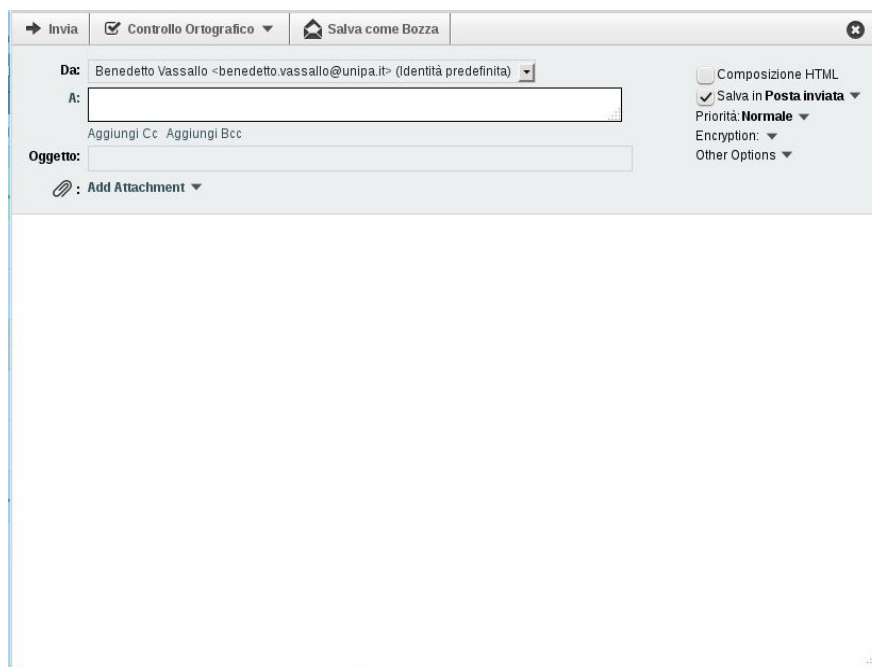 Invia Controllo Ortografico Salva come Bozza
Da: Benedetto Vassallo <benedetto.vassallo@unipa.it> (Identità predefinita)
Composizione HTML
A:
Salva in Posta inviata
Priorità: Normale
Aggiungi Cc Aggiungi Bcc
Encryption:
Oggetto:
Other Options
: Add Attachment